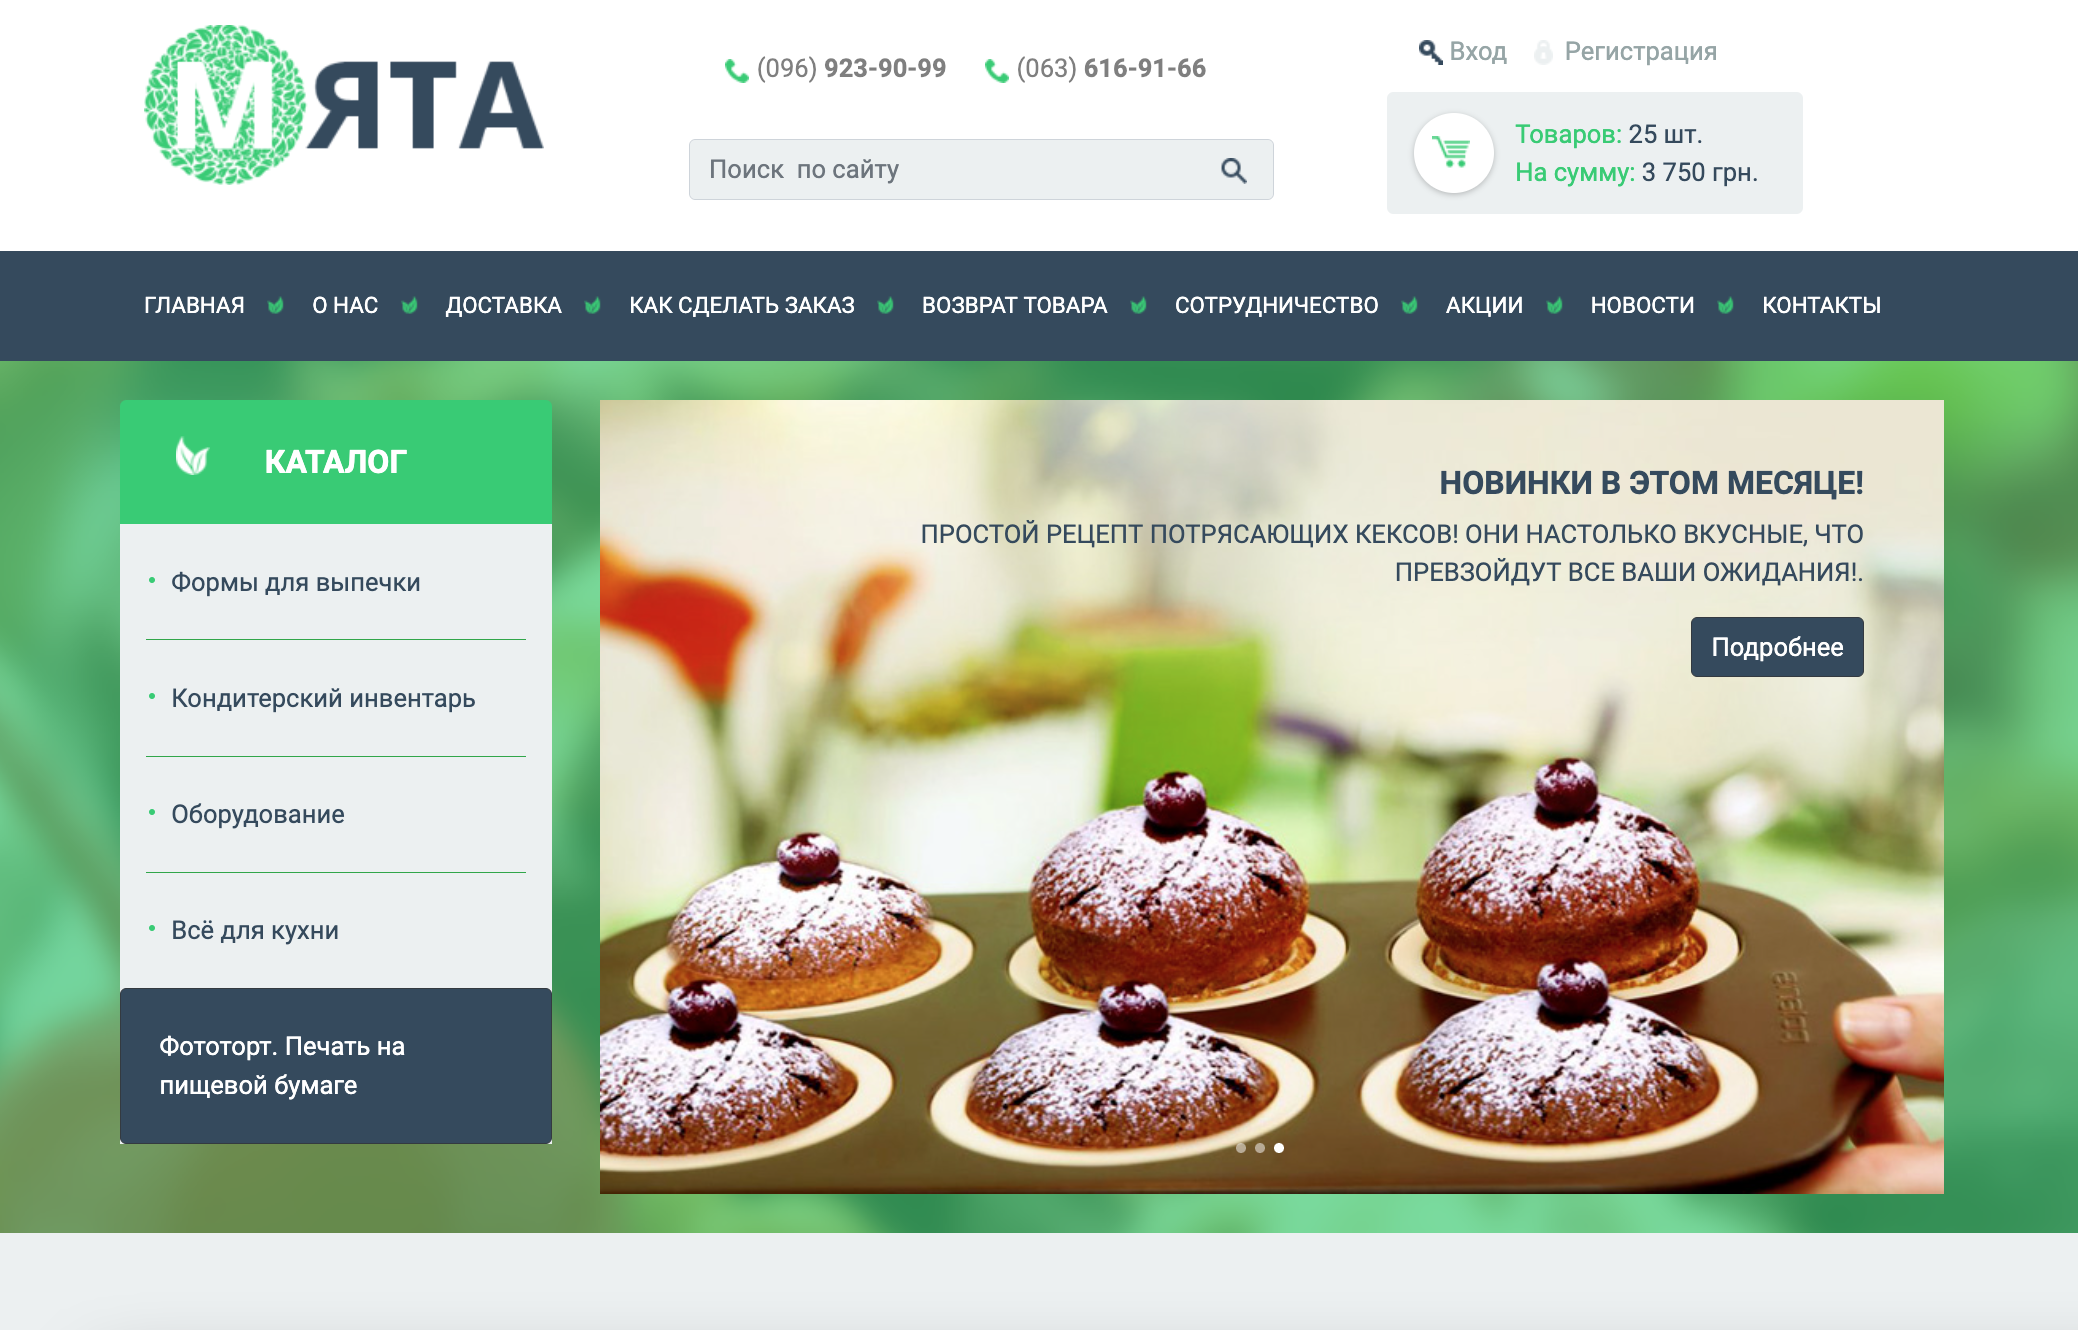 МЯТА
(096) 923-90-99 (063) 616-91-66
Вход Регистрация
Поиск по сайту
Товаров: 25 шт.
На сумму: 3 750 грн.
ГЛАВНАЯ О НАС ДОСТАВКА КАК СДЕЛАТЬ ЗАКАЗ ВОЗВРАТ ТОВАРА СОТРУДНИЧЕСТВО АКЦИИ НОВОСТИ КОНТАКТЫ
КАТАЛОГ
Формы для выпечки
Кондитерский инвентарь
Оборудование
Всё для кухни
Фототорт. Печать на
пищевой бумаге
НОВИНКИ В ЭТОМ МЕСЯЦЕ!
ПРОСТОЙ РЕЦЕПТ ПОТРЯСАЮЩИХ КЕКСОВ! ОНИ НАСТОЛЬКО ВКУСНЫЕ, ЧТО
ПРЕВЗОЙДУТ ВСЕ ВАШИ ОЖИДАНИЯ!.
Подробнее